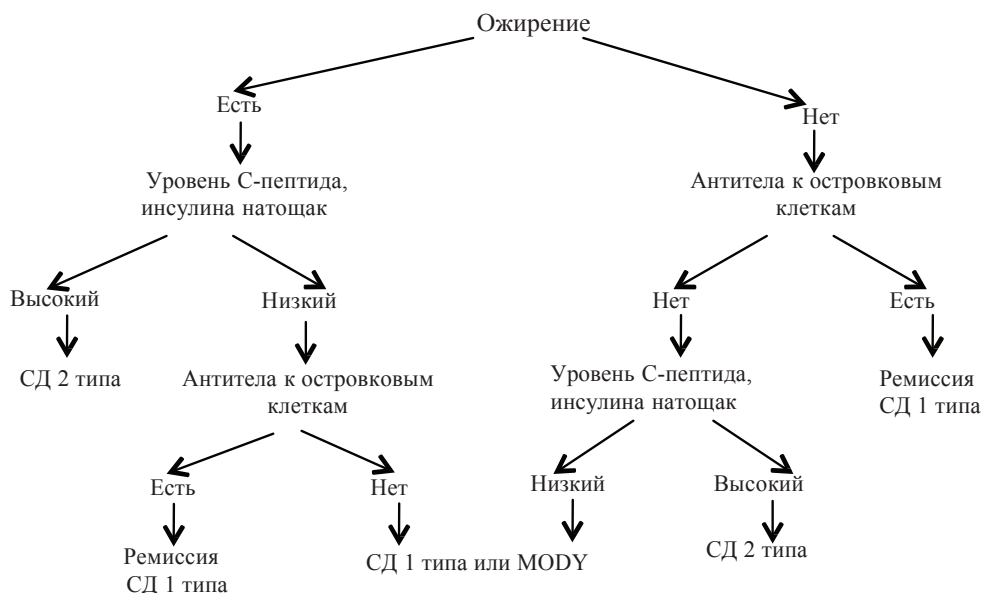 Ожирение
Есть
Нет
Уровень С-пептида,
инсулина натощак
Антитела к островковым
клеткам
Высокий
Низкий
Нет
Есть
СД 2 типа
Антитела к островковым
клеткам
Уровень С-пептида,
инсулина натощак
Ремиссия
СД 1 типа
Есть
Нет
Низкий
Высокий
Ремиссия
СД 1 типа
СД 1 типа или MODY
СД 2 типа